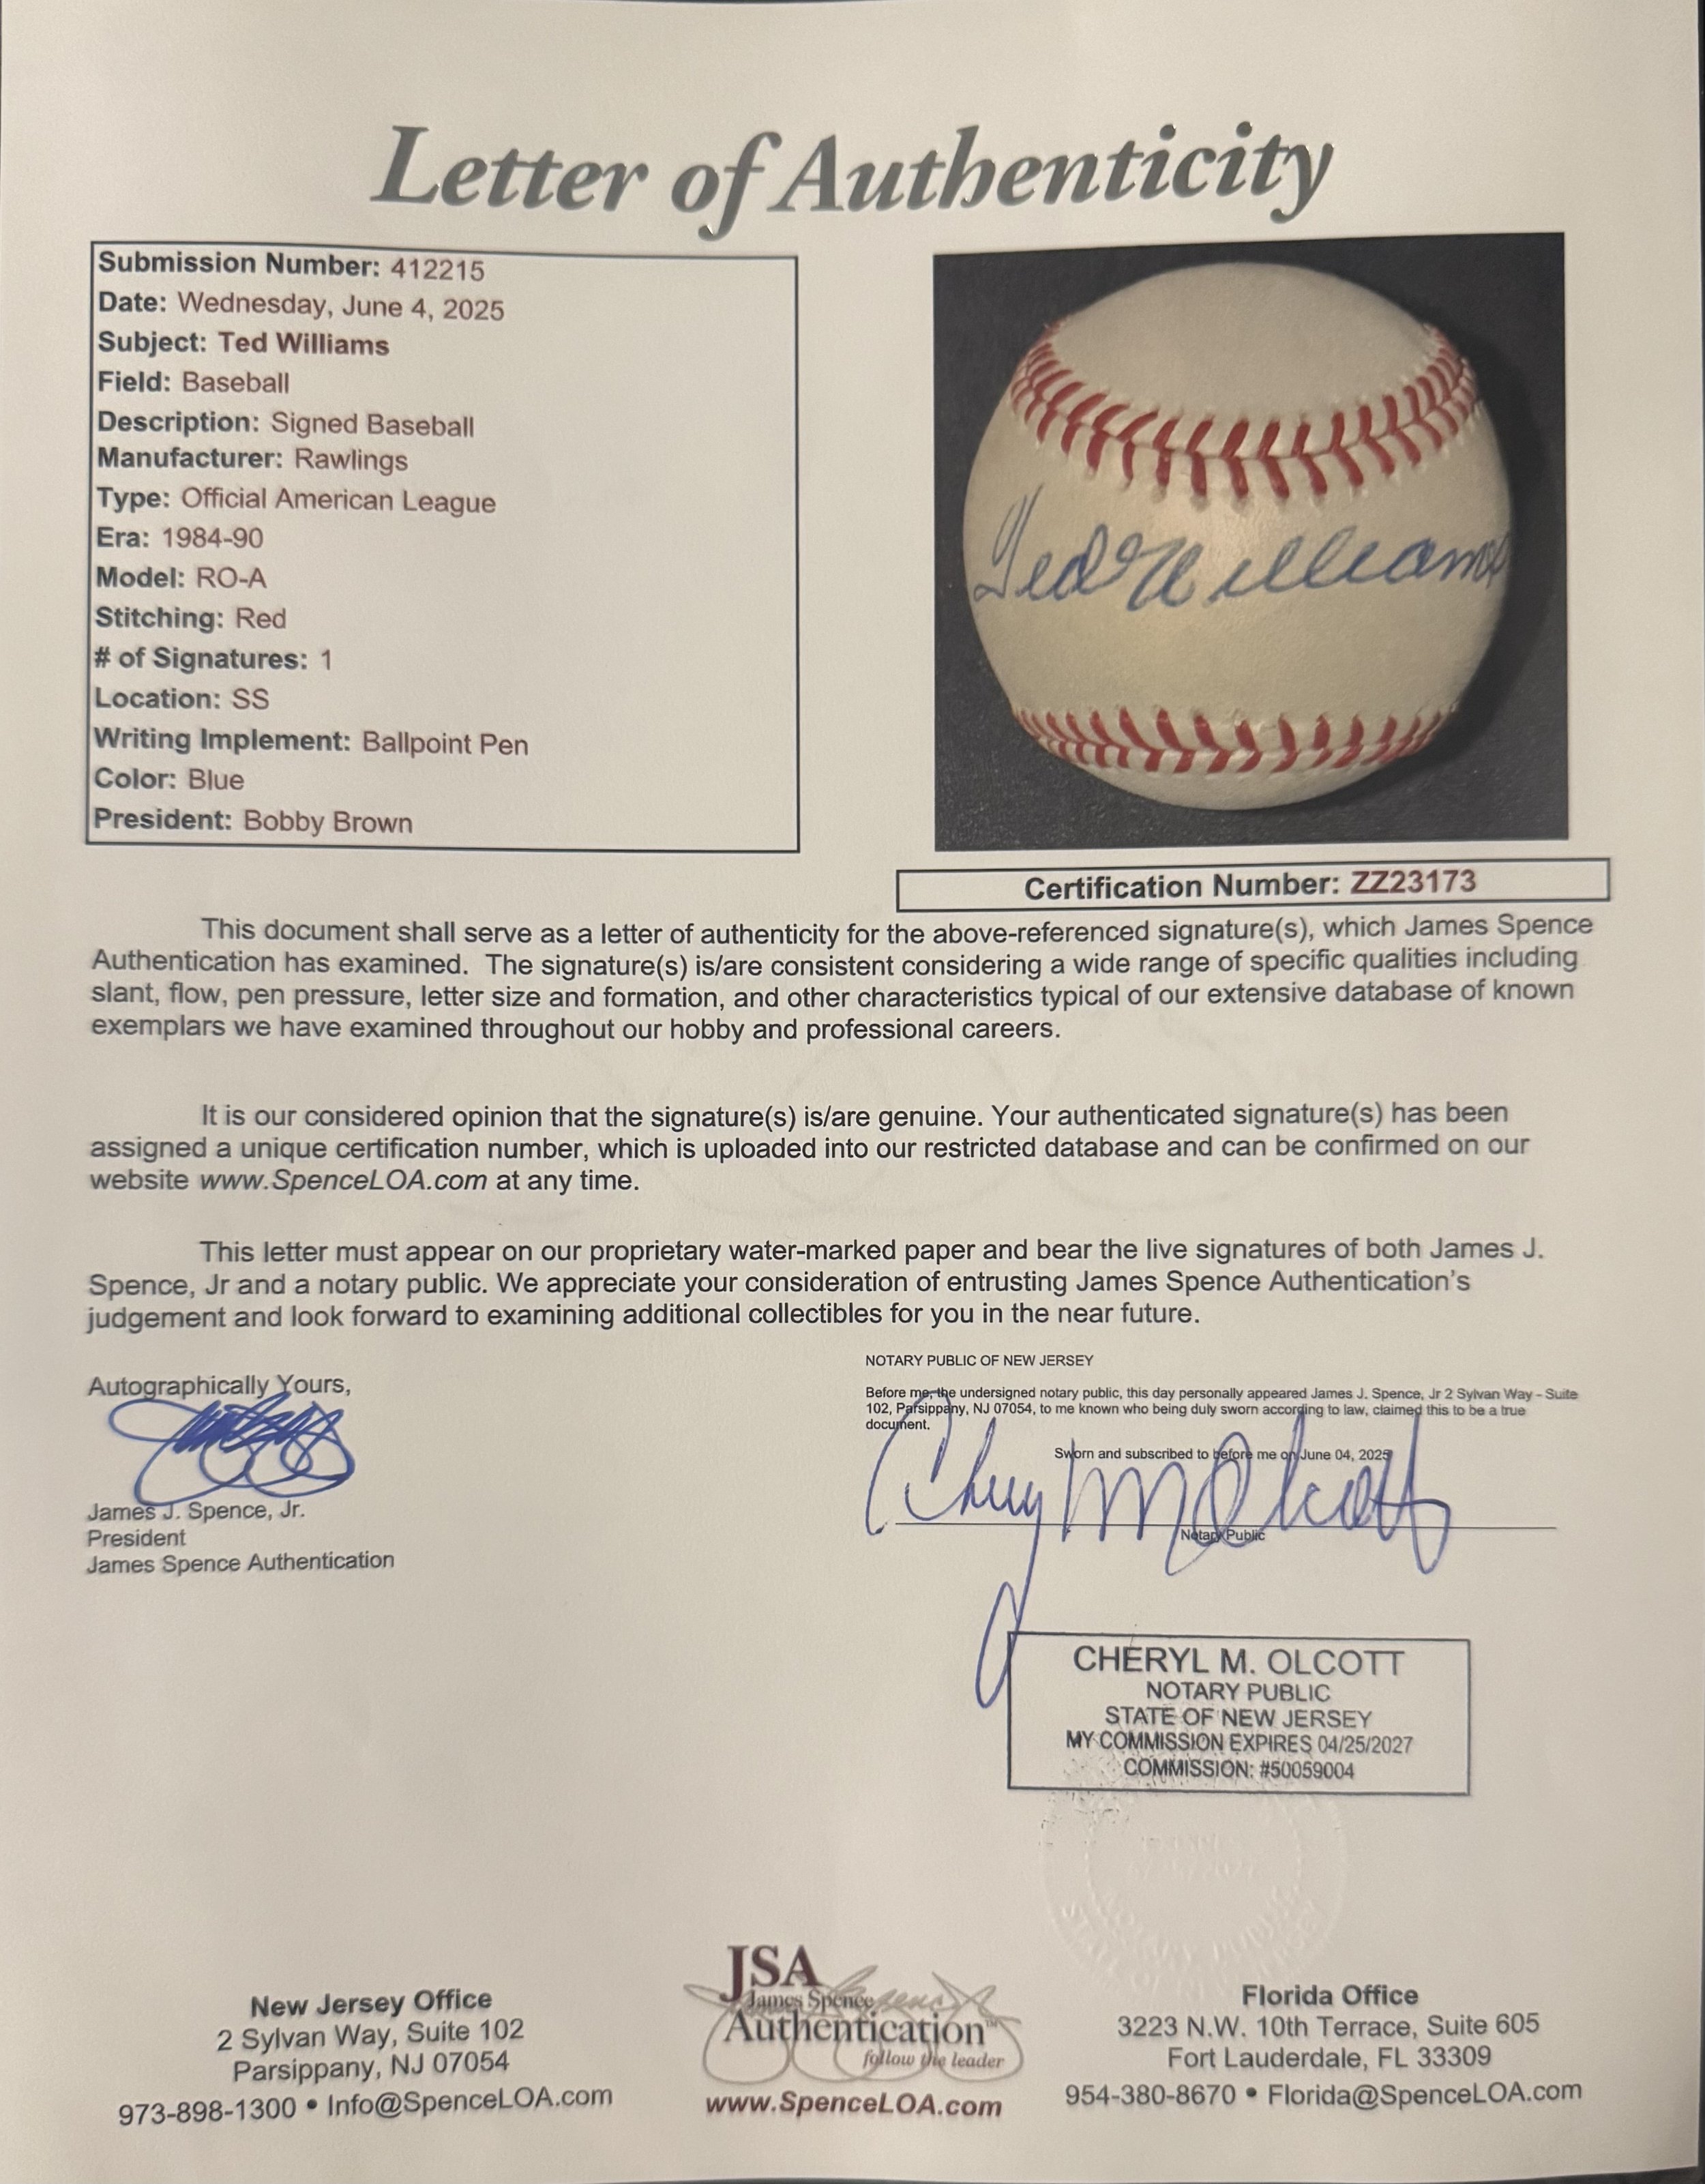 Letter of Authenticity
Submission Number: 412215
Date: Wednesday, June 4, 2025
Subject: Ted Williams
Field: Baseball
Description: Signed Baseball
Manufacturer: Rawlings
Type: Official American League
Era: 1984-90
Model: RO-A
Stitching: Red
# of Signatures: 1
Location: SS
Writing Implement: Ballpoint Pen
Color: Blue
President: Bobby Brown
Ted Williams
Certification Number: ZZ23173
This document shall serve as a letter of authenticity for the above-referenced signature(s), which James Spence
Authentication has examined. The signature(s) is/are consistent considering a wide range of specific qualities including
slant, flow, pen pressure, letter size and formation, and other characteristics typical of our extensive database of known
exemplars we have examined throughout our hobby and professional careers.
It is our considered opinion that the signature(s) is/are genuine. Your authenticated signature(s) has been
assigned a unique certification number, which is uploaded into our restricted database and can be confirmed on our
website www.SpenceLOA.com at any time.
This letter must appear on our proprietary water-marked paper and bear the live signatures of both James J.
Spence, Jr and a notary public. We appreciate your consideration of entrusting James Spence Authentication's
judgement and look forward to examining additional collectibles for you in the near future.
Autographically Yours,
James J. Spence, Jr.
President
James Spence Authentication
NOTARY PUBLIC OF NEW JERSEY
Before me, the undersigned notary public, this day personally appeared James J. Spence, Jr 2 Sylvan Way - Suite
102, Parsippany, NJ 07054, to me known who being duly sworn according to law, claimed this to be a true
document.
Sworn and subscribed to before me on June 04, 2025
Cheryl M Olcott
Notary Public
CHERYL M. OLCOTT
NOTARY PUBLIC
STATE OF NEW JERSEY
MY COMMISSION EXPIRES 04/25/2027
COMMISSION: #50059004
New Jersey Office
2 Sylvan Way, Suite 102
Parsippany, NJ 07054
973-898-1300 • Info@SpenceLOA.com
JSA
James Spence
Authentication™
follow the leader
www.SpenceLOA.com
Florida Office
3223 N.W. 10th Terrace, Suite 605
Fort Lauderdale, FL 33309
954-380-8670 • Florida@SpenceLOA.com